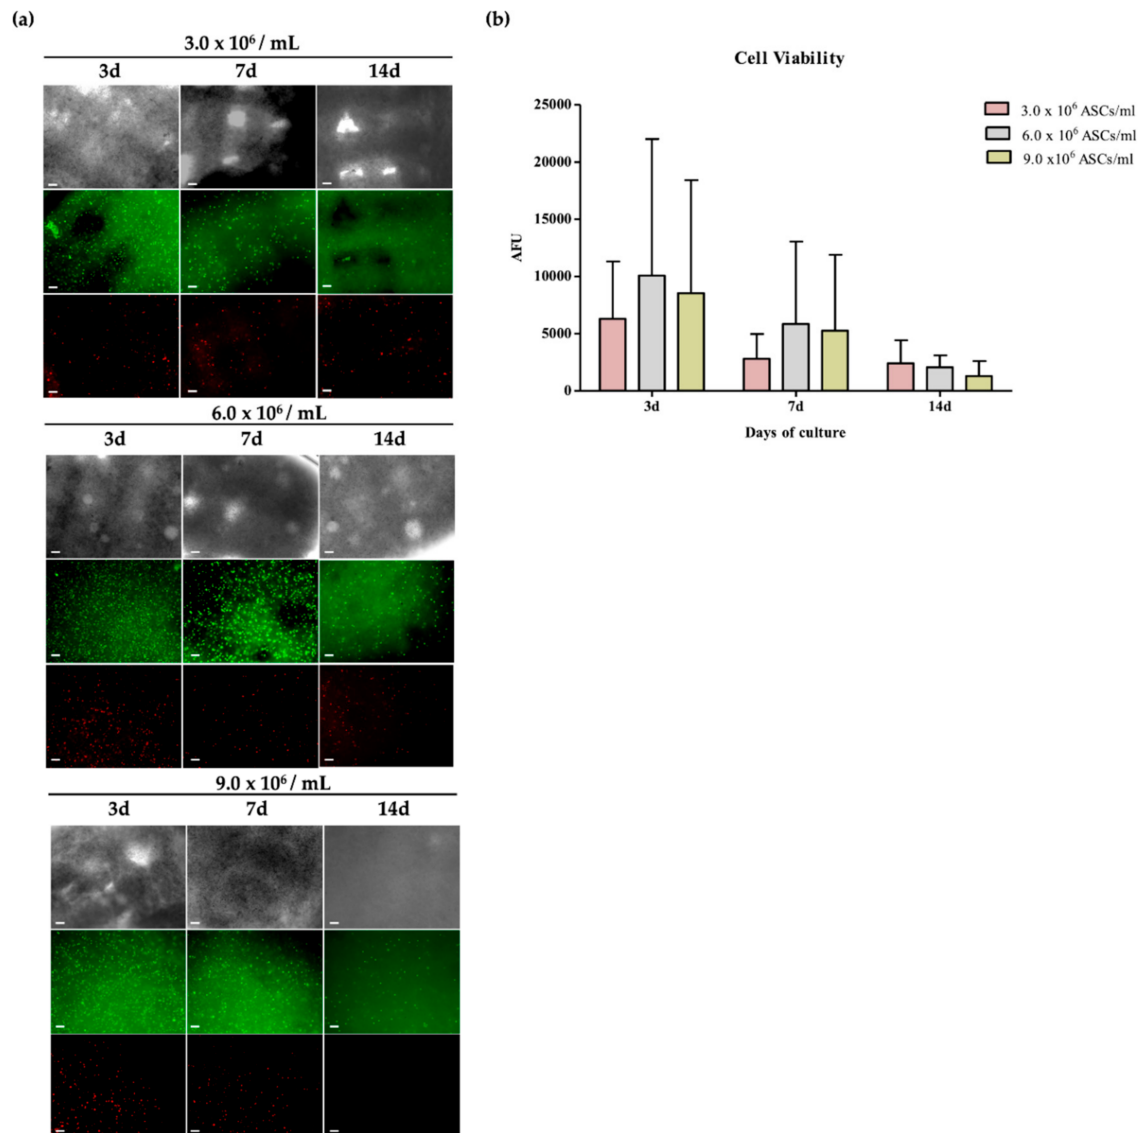 (a)
3.0 x 10⁶ / mL
3d 7d 14d
6.0 x 10⁶ / mL
3d 7d 14d
9.0 x 10⁶ / mL
3d 7d 14d
(b)
Cell Viability
25000
20000
15000
10000
5000
0
AFU
3d 7d 14d
Days of culture
3.0 x 10⁶ ASCs/ml
6.0 x 10⁶ ASCs/ml
9.0 x10⁶ ASCs/ml